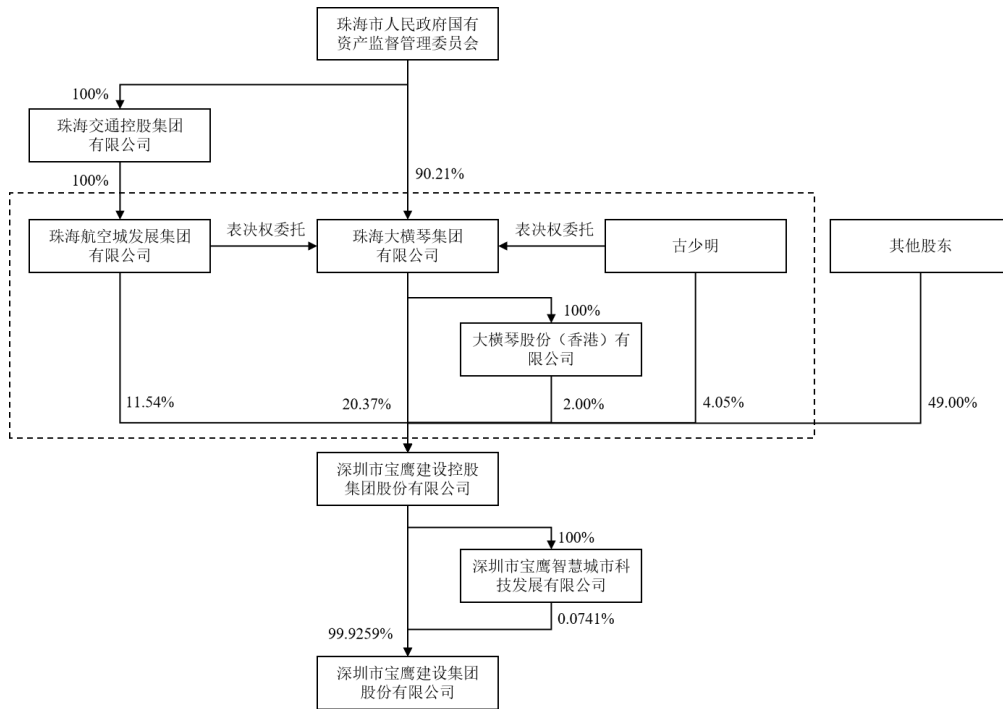 珠海市人民政府国有
资产监督管理委员会
100%
珠海交通控股集团
有限公司
100%
90.21%
珠海航空城发展集团
有限公司
表决权委托
珠海大横琴集团
有限公司
表决权委托
古少明
其他股东
100%
大横琴股份（香港）有
限公司
11.54%
20.37%
2.00%
4.05%
49.00%
深圳市宝鹰建设控股
集团股份有限公司
100%
深圳市宝鹰智慧城市科
技发展有限公司
0.0741%
99.9259%
深圳市宝鹰建设集团
股份有限公司